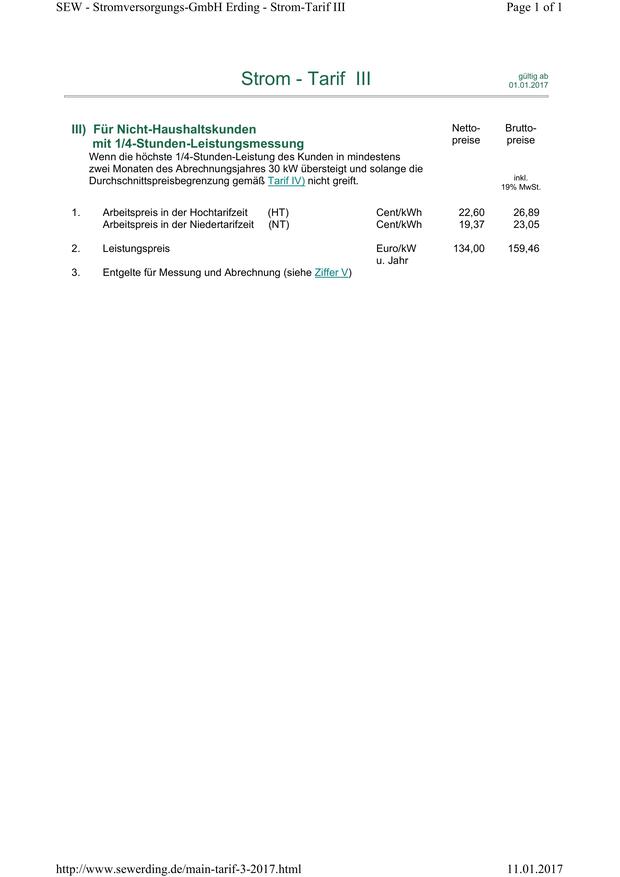 SEW - Stromversorgungs-GmbH Erding - Strom-Tarif III Page 1 of 1
Strom - Tarif III
gültig ab
01.01.2017
III) Für Nicht-Haushaltskunden
mit 1/4-Stunden-Leistungsmessung
Netto-
preise
Brutto-
preise
Wenn die höchste 1/4-Stunden-Leistung des Kunden in mindestens
zwei Monaten des Abrechnungsjahres 30 kW übersteigt und solange die
Durchschnittspreisbegrenzung gemäß Tarif IV) nicht greift.
inkl.
19% MwSt.
1. Arbeitspreis in der Hochtarifzeit (HT) Cent/kWh 22,60 26,89
Arbeitspreis in der Niedertarifzeit (NT) Cent/kWh 19,37 23,05
2. Leistungspreis Euro/kW 134,00 159,46
u. Jahr
3. Entgelte für Messung und Abrechnung (siehe Ziffer V)
http://www.sewerding.de/main-tarif-3-2017.html 11.01.2017